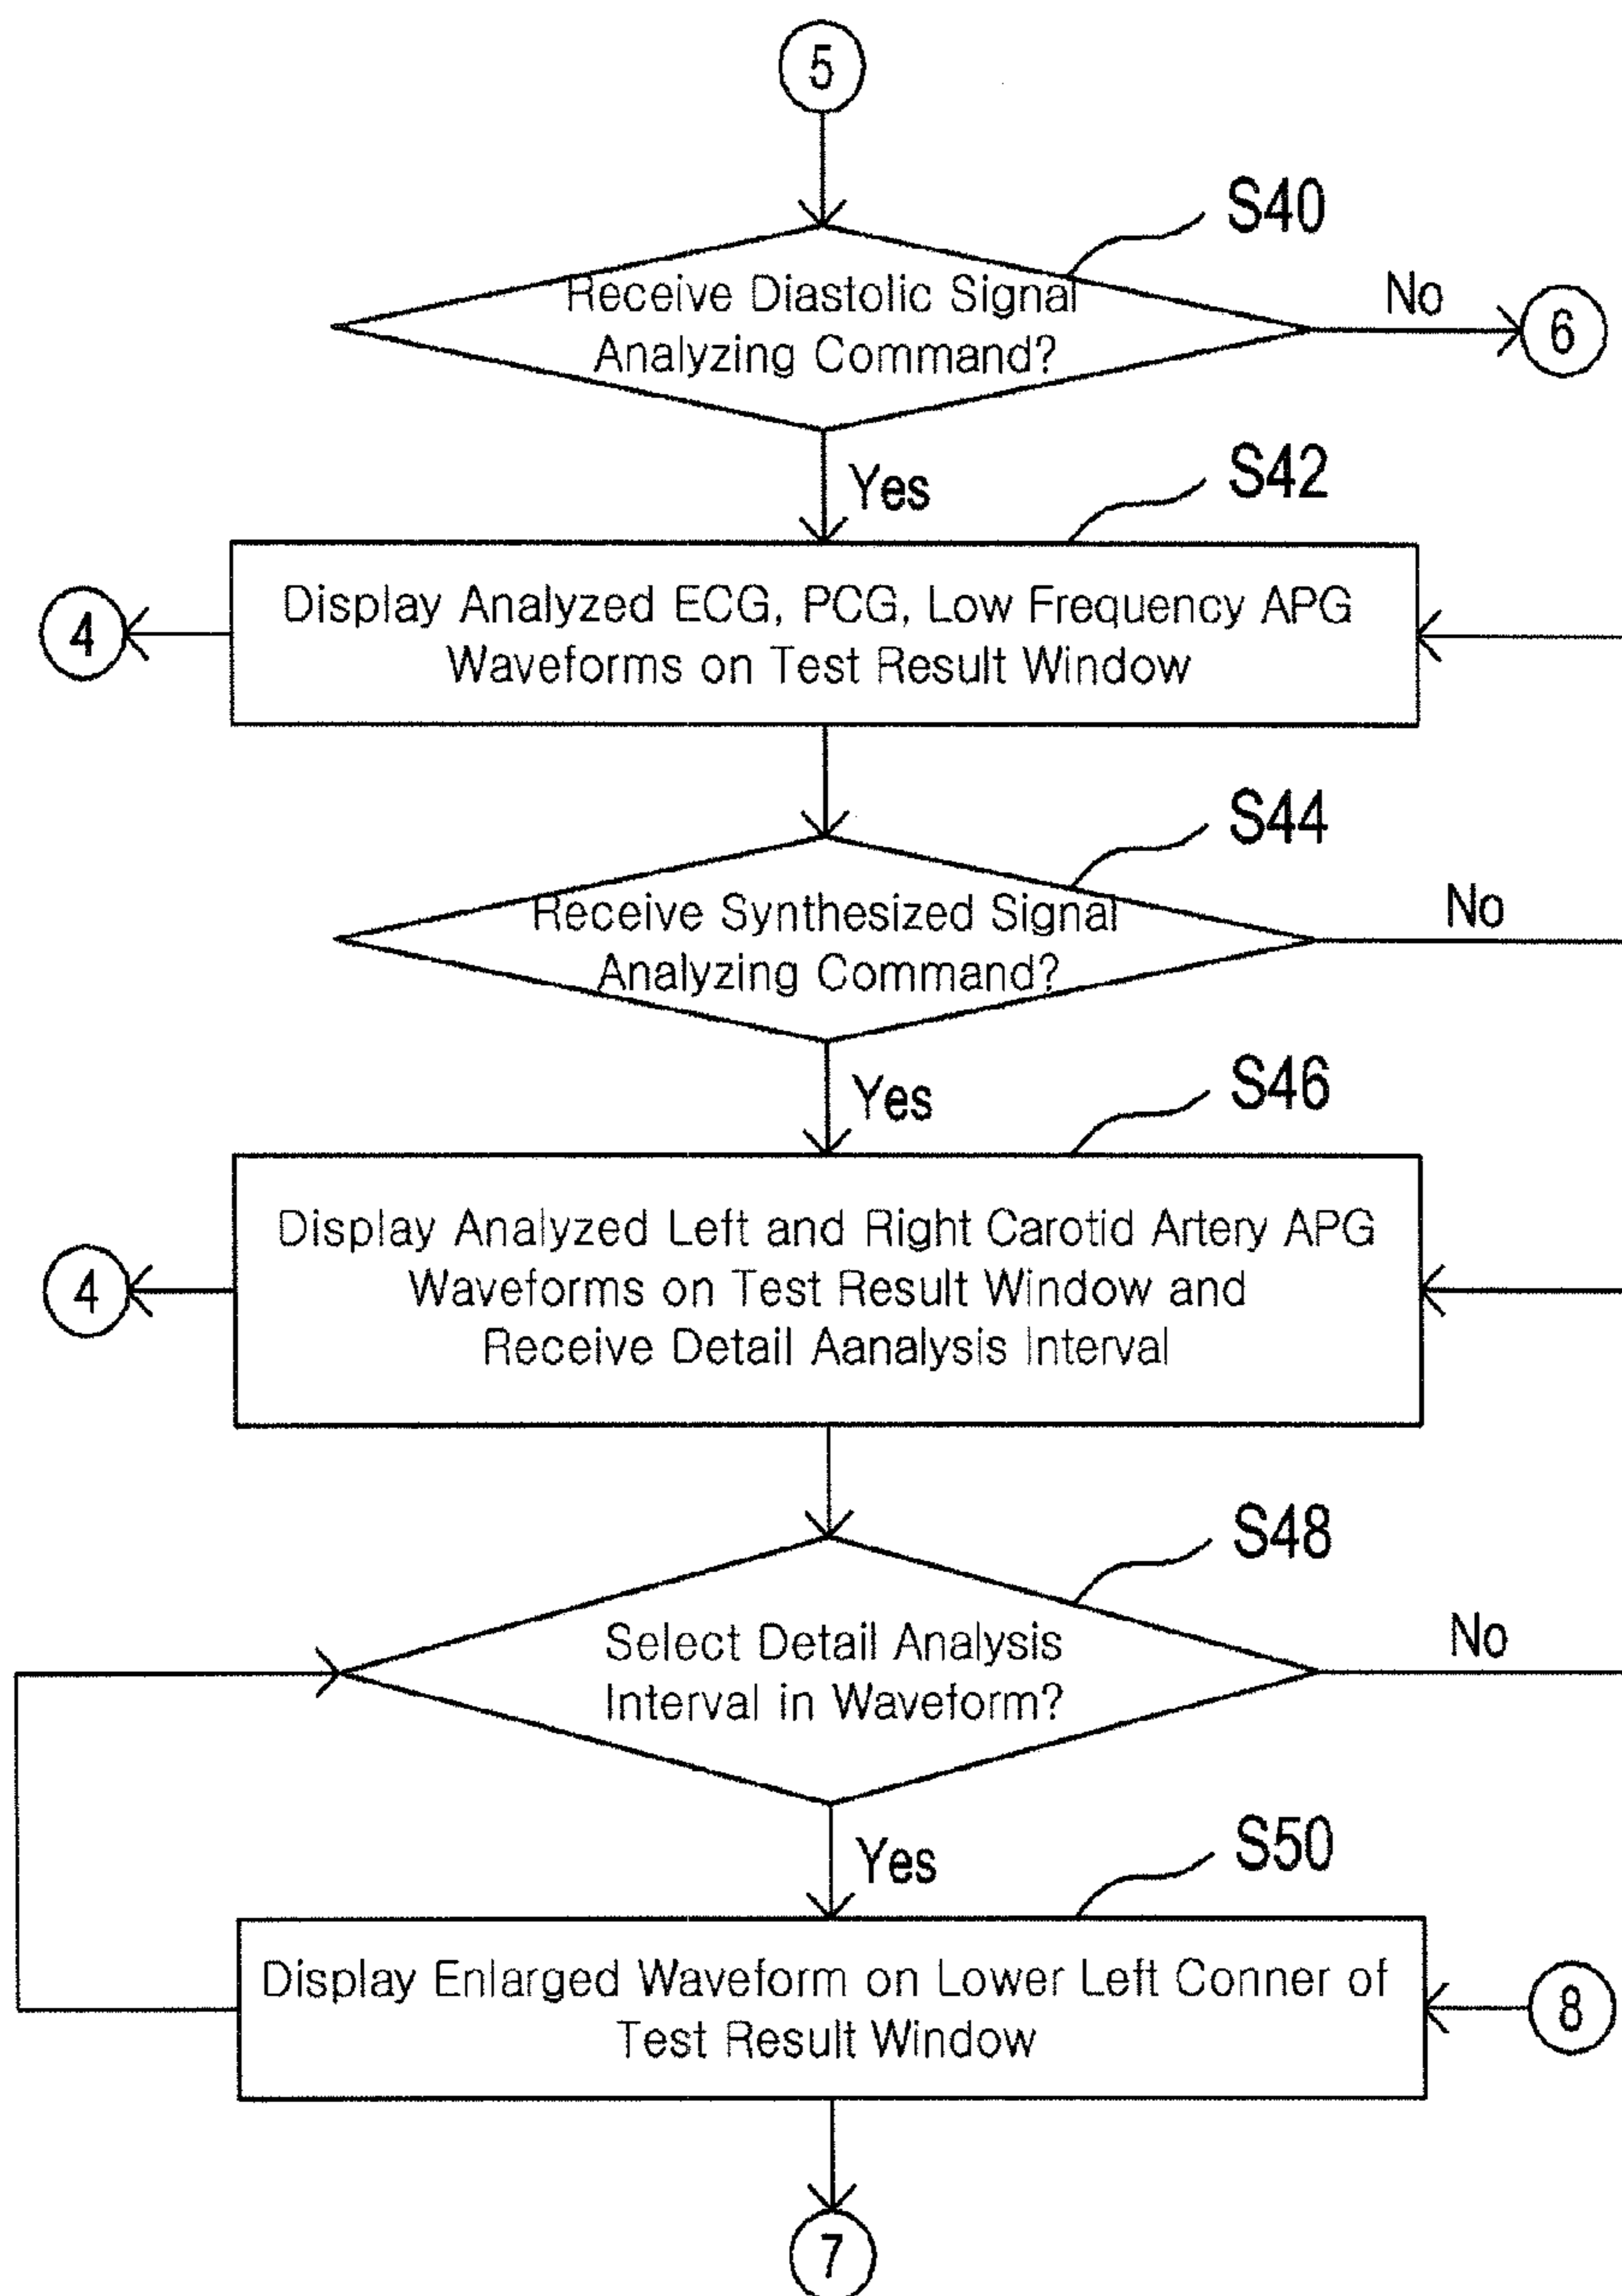 5
S40
Receive Diastolic Signal
Analyzing Command?
No
6
Yes
S42
4
Display Analyzed ECG, PCG, Low Frequency APG
Waveforms on Test Result Window
S44
Receive Synthesized Signal
Analyzing Command?
No
Yes
S46
4
Display Analyzed Left and Right Carotid Artery APG
Waveforms on Test Result Window and
Receive Detail Aanalysis Interval
S48
Select Detail Analysis
Interval in Waveform?
No
Yes
S50
Display Enlarged Waveform on Lower Left Conner of
Test Result Window
8
7